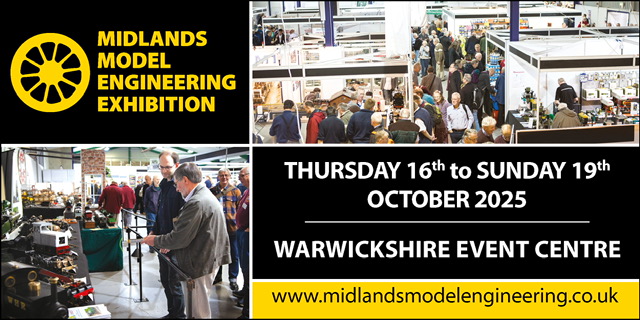 MIDLANDS
MODEL
ENGINEERING
EXHIBITION
THURSDAY 16th to SUNDAY 19th
OCTOBER 2025
WARWICKSHIRE EVENT CENTRE
www.midlandsmodelengineering.co.uk